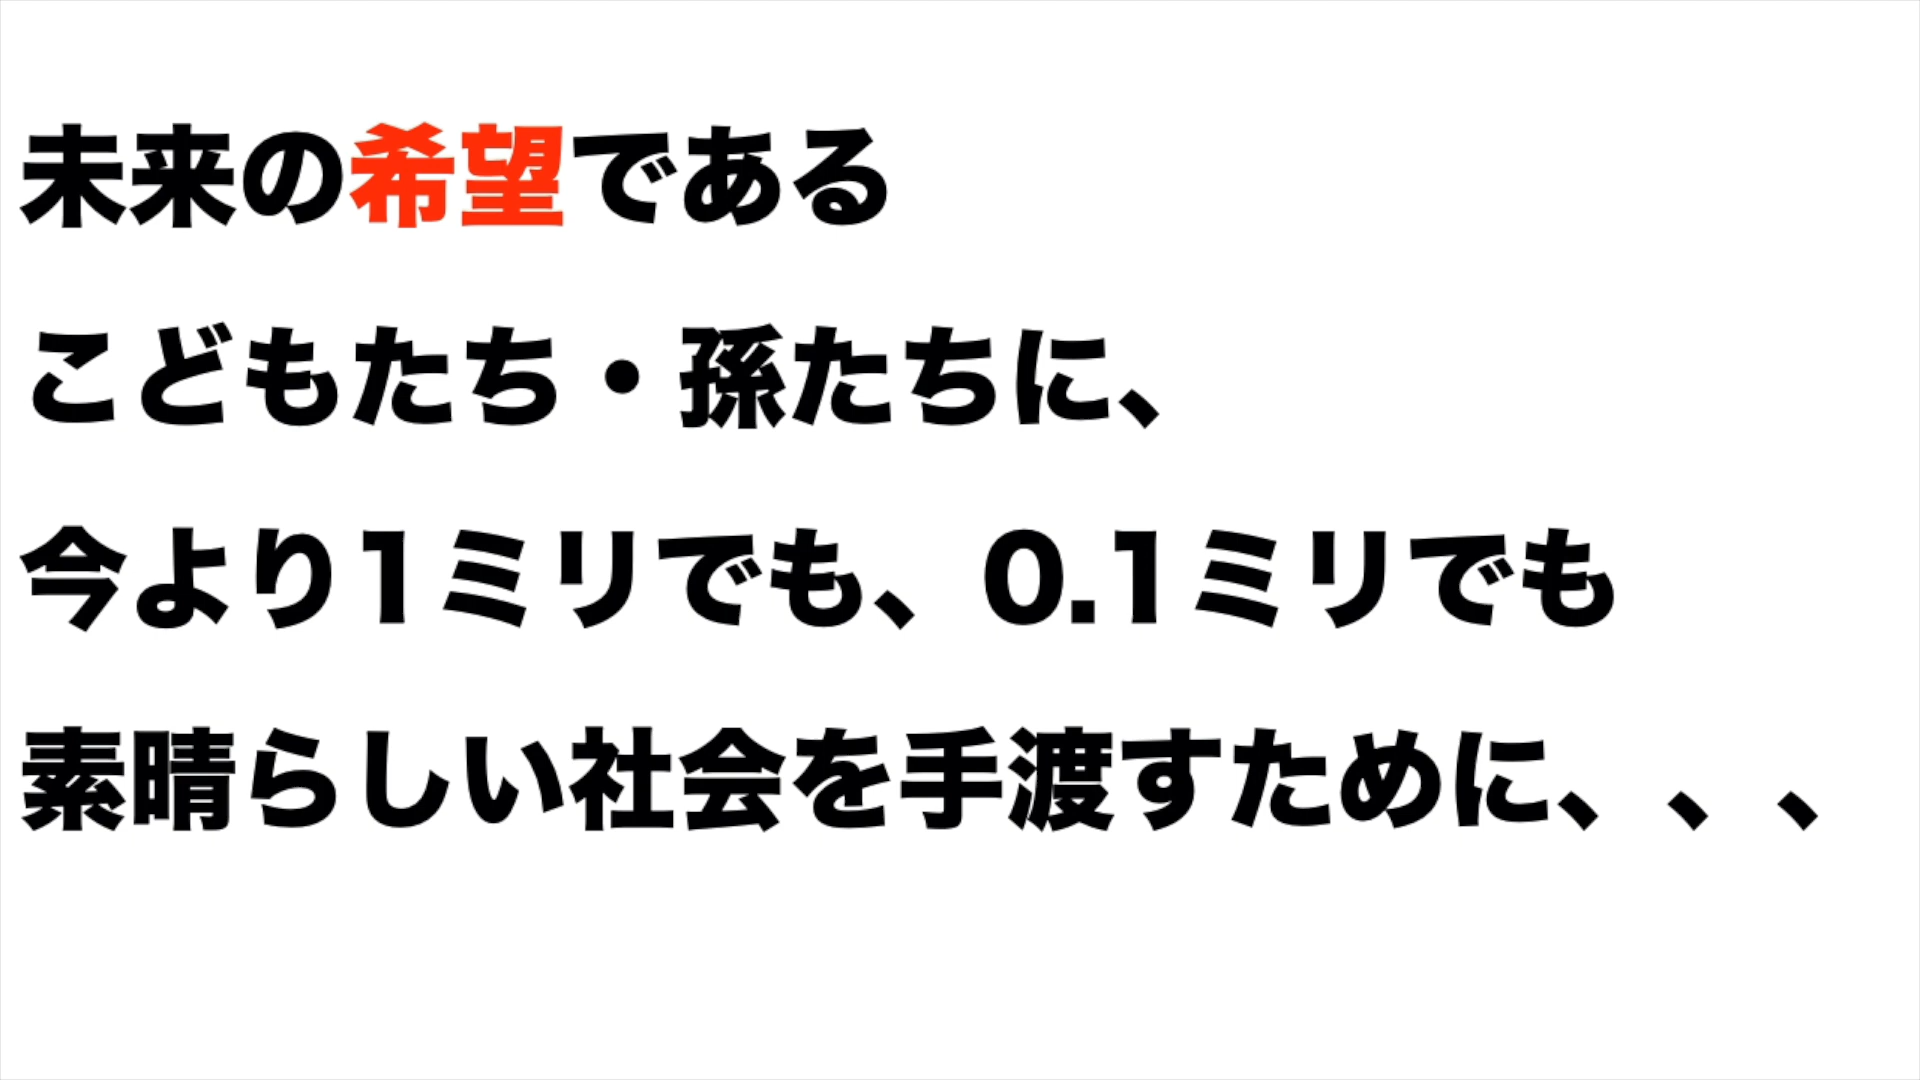 未来の希望である
こどもたち・孫たちに、
今より1ミリでも、0.1ミリでも
素晴らしい社会を手渡すために、、、